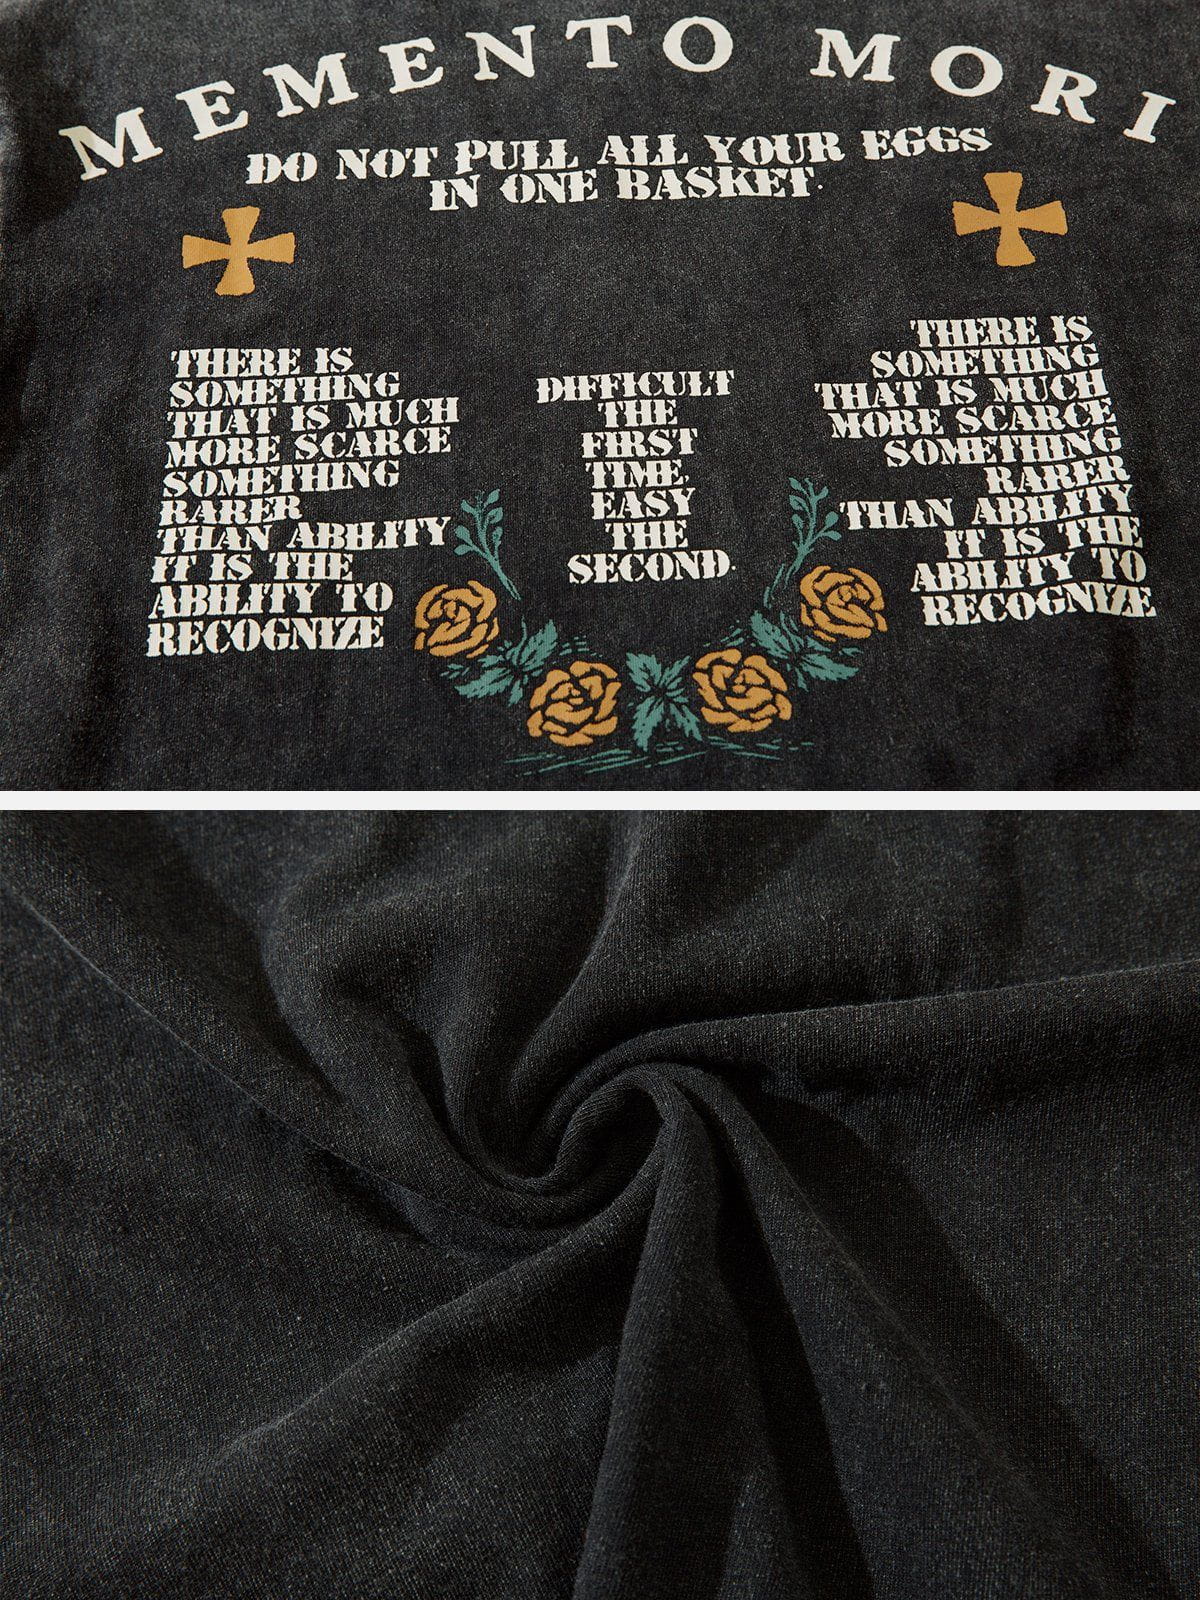 MEMENTO MORI
DO NOT PULL ALL YOUR EGGS
IN ONE BASKET.
THERE IS
SOMETHING
THAT IS MUCH
MORE SCARCE
SOMETHING
RARER
THAN ABILITY
IT IS THE
ABILITY TO
RECOGNIZE
DIFFICULT
THE
FIRST
TIME
EASY
THE
SECOND.
THERE IS
SOMETHING
THAT IS MUCH
MORE SCARCE
SOMETHING
RARER
THAN ABILITY
IT IS THE
ABILITY TO
RECOGNIZE